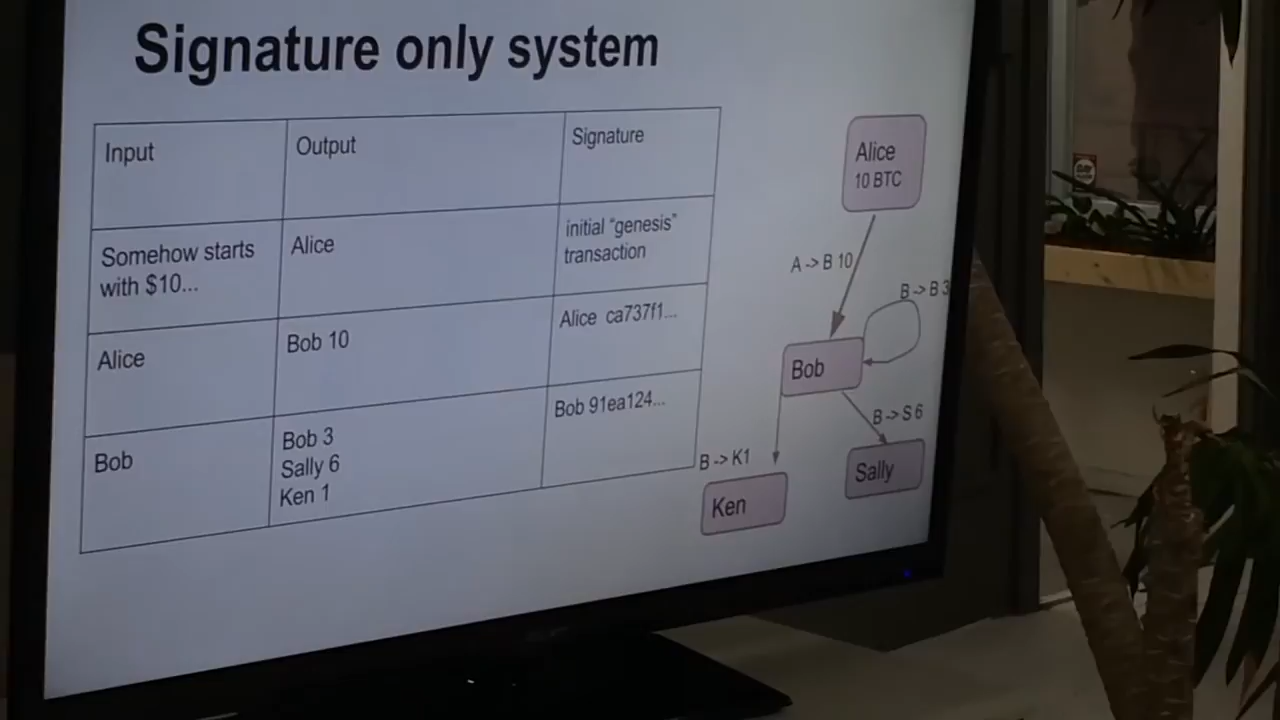 Signature only system
Input
Output
Signature
Somehow starts
with $10...
Alice
initial “genesis”
transaction
Alice
Bob 10
Alice ca737f1...
Bob
Bob 3
Sally 6
Ken 1
Bob 91ea124...
Alice
10 BTC
A -> B 10
B -> B 3
Bob
B -> S 6
B -> K1
Sally
Ken